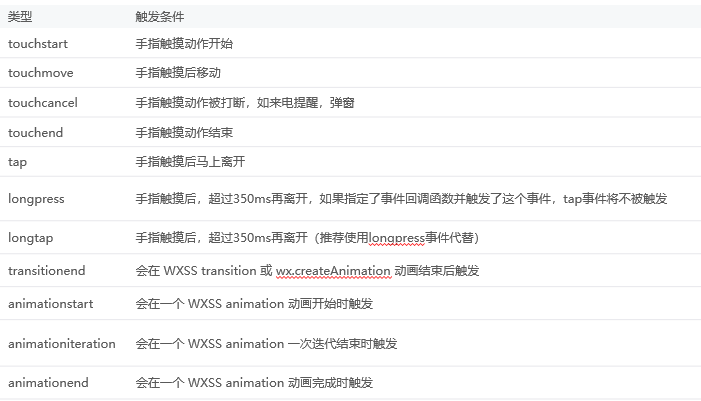 类型 触发条件
touchstart 手指触摸动作开始
touchmove 手指触摸后移动
touchcancel 手指触摸动作被打断，如来电提醒，弹窗
touchend 手指触摸动作结束
tap 手指触摸后马上离开
longpress 手指触摸后，超过350ms再离开，如果指定了事件回调函数并触发了这个事件，tap事件将不被触发
longtap 手指触摸后，超过350ms再离开（推荐使用longpress事件代替）
transitionend 会在 WXSS transition 或 wx.createAnimation 动画结束后触发
animationstart 会在一个 WXSS animation 动画开始时触发
animationiteration 会在一个 WXSS animation 一次迭代结束时触发
animationend 会在一个 WXSS animation 动画完成时触发